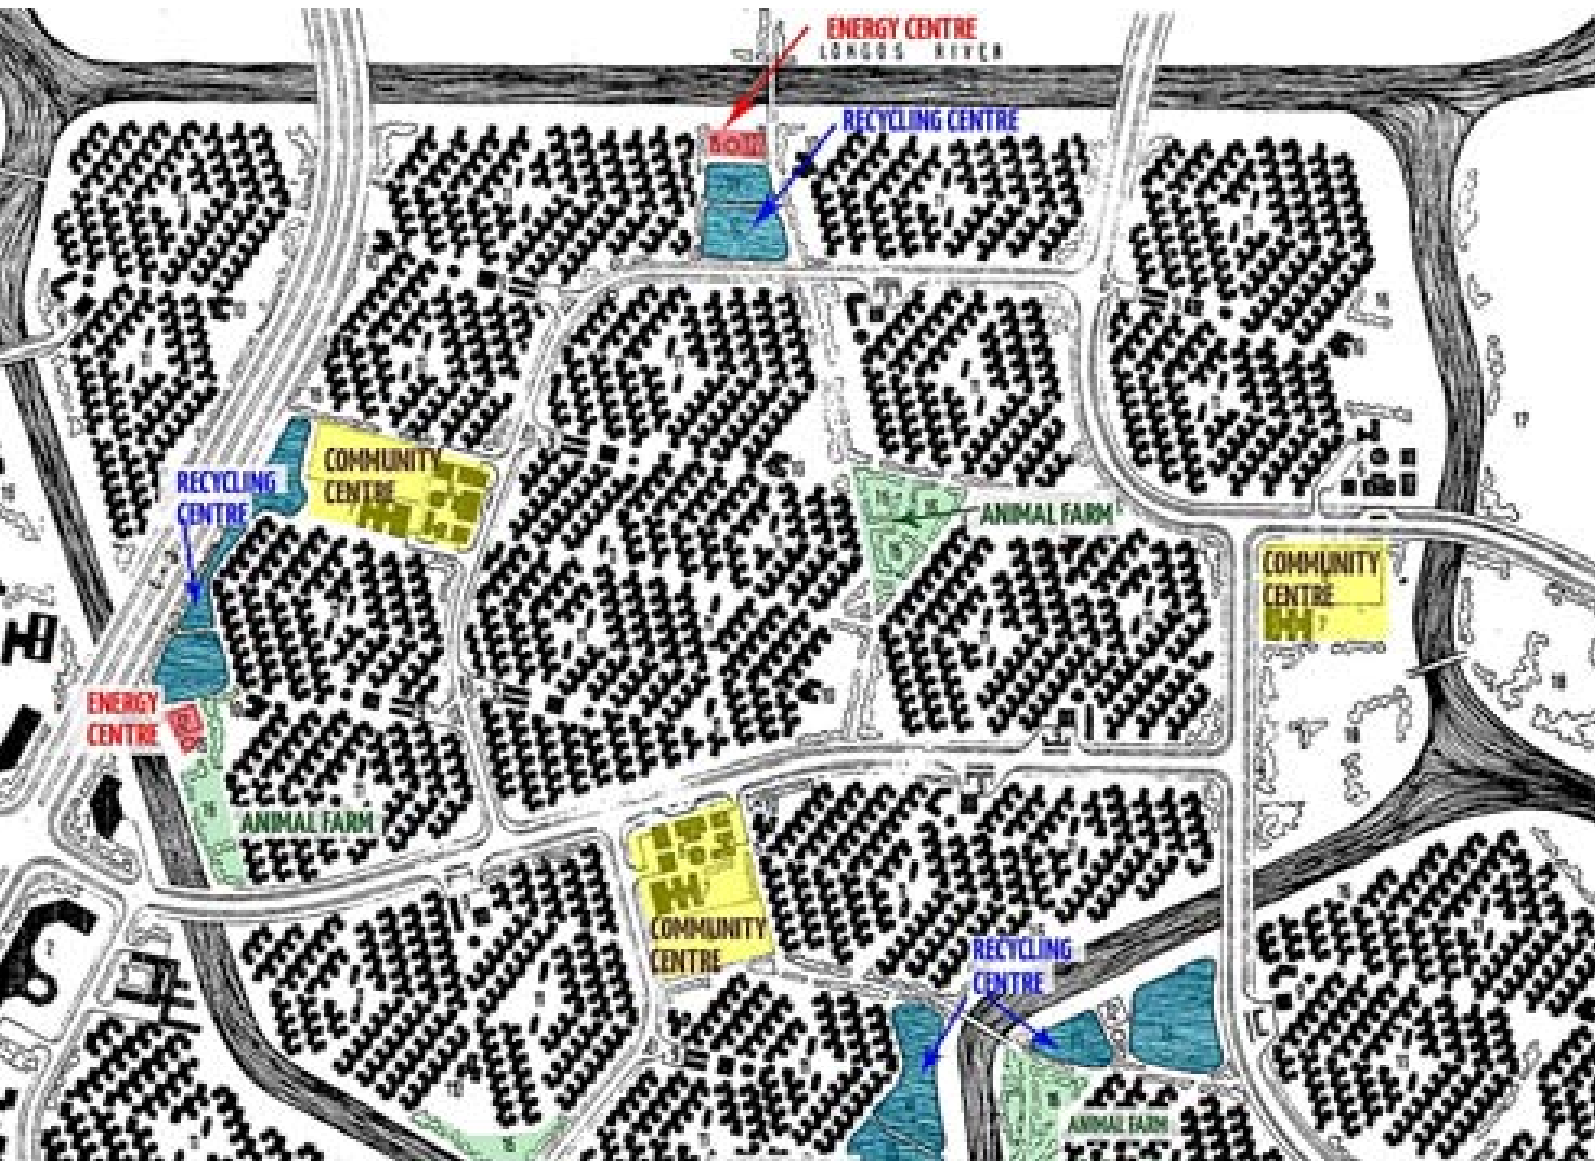 ENERGY CENTRE
LONGOS RIVER
RECYCLING CENTRE
COMMUNITY
CENTRE
RECYCLING
CENTRE
ANIMAL FARM
COMMUNITY
CENTRE
ENERGY
CENTRE
ANIMAL FARM
COMMUNITY
CENTRE
RECYCLING
CENTRE
ANIMAL FARM
17